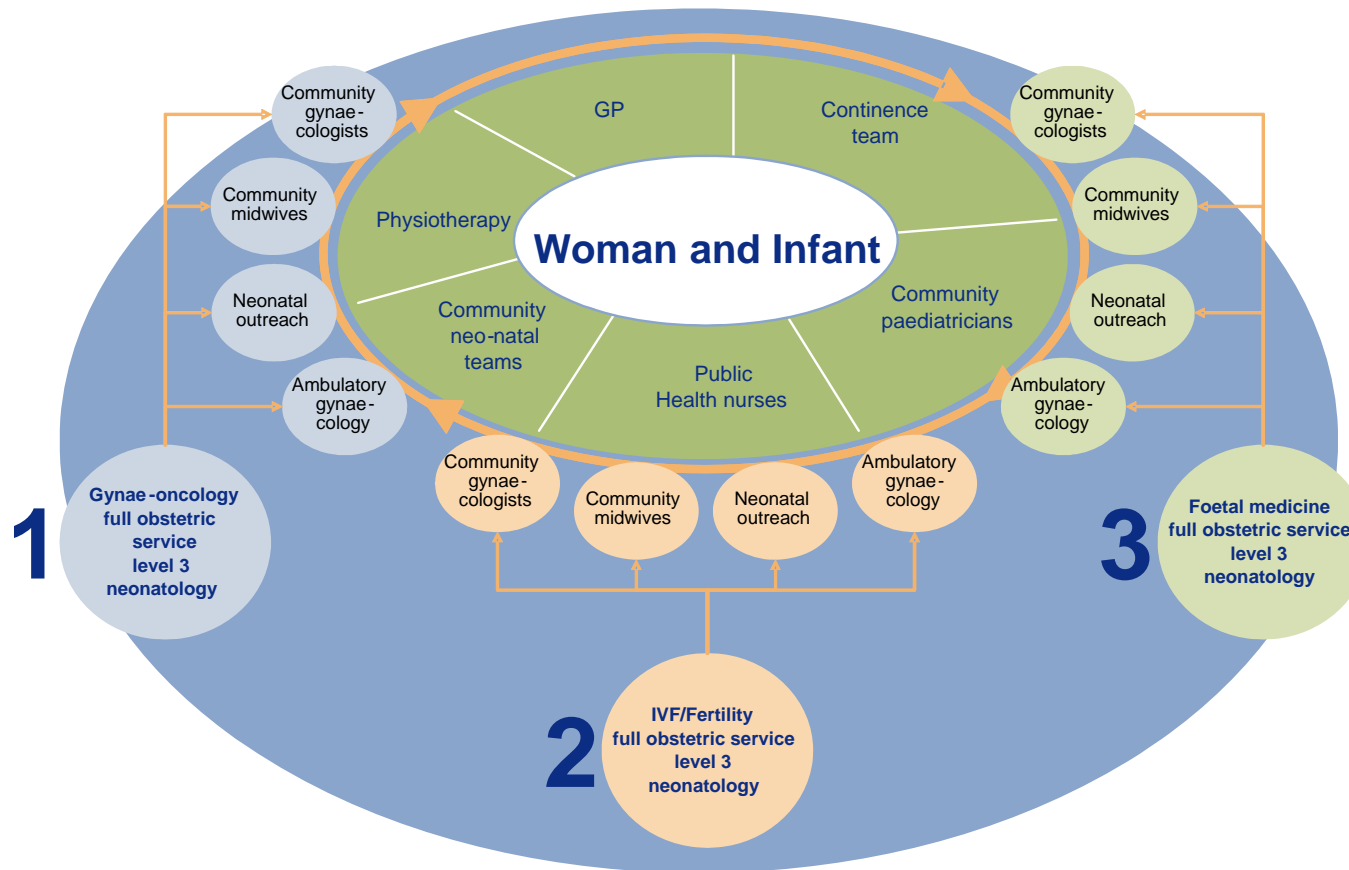 Community
gynae-
cologists
Community
midwives
Neonatal
outreach
Ambulatory
gynae-
cology
1
Gynae-oncology
full obstetric
service
level 3
neonatology
GP
Continence
team
Physiotherapy
Woman and Infant
Community
neo-natal
teams
Public
Health nurses
Community
paediatricians
Community
gynae-
cologists
Community
midwives
Neonatal
outreach
Ambulatory
gynae-
cology
2
IVF/Fertility
full obstetric service
level 3
neonatology
Community
gynae-
cologists
Community
midwives
Neonatal
outreach
Ambulatory
gynae-
cology
3
Foetal medicine
full obstetric service
level 3
neonatology